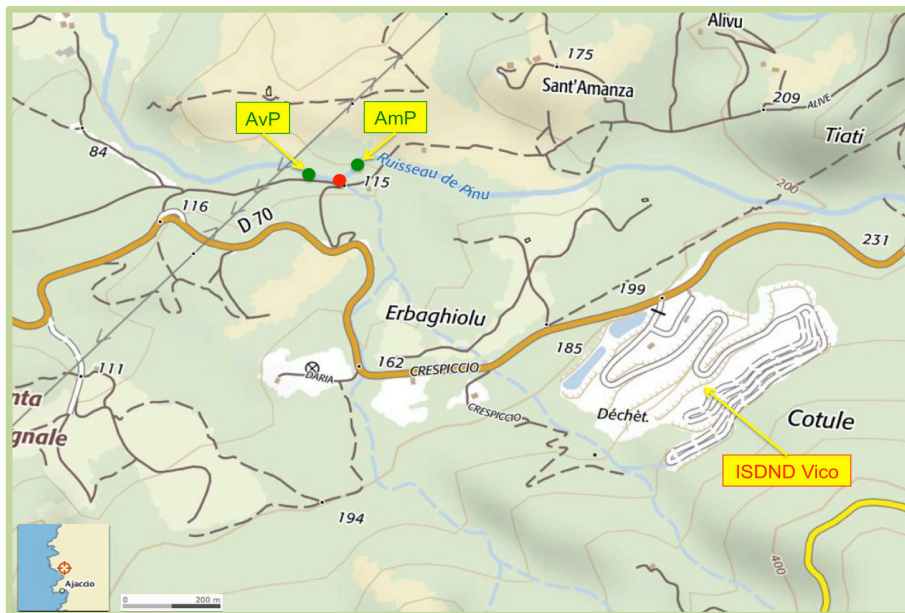 Alivu
175
Sant'Amanza
209
ALIVE
Tiati
AvP
AmP
84
Ruisseau de Pinu
115
200
116
D 70
231
199
Erbaghiolu
185
162
CRESPICCIO
111
DARIA
CRESPICCIO
Déchèt.
Cotule
nta
gnale
ISDND Vico
194
400
Ajaccio
0
200 m